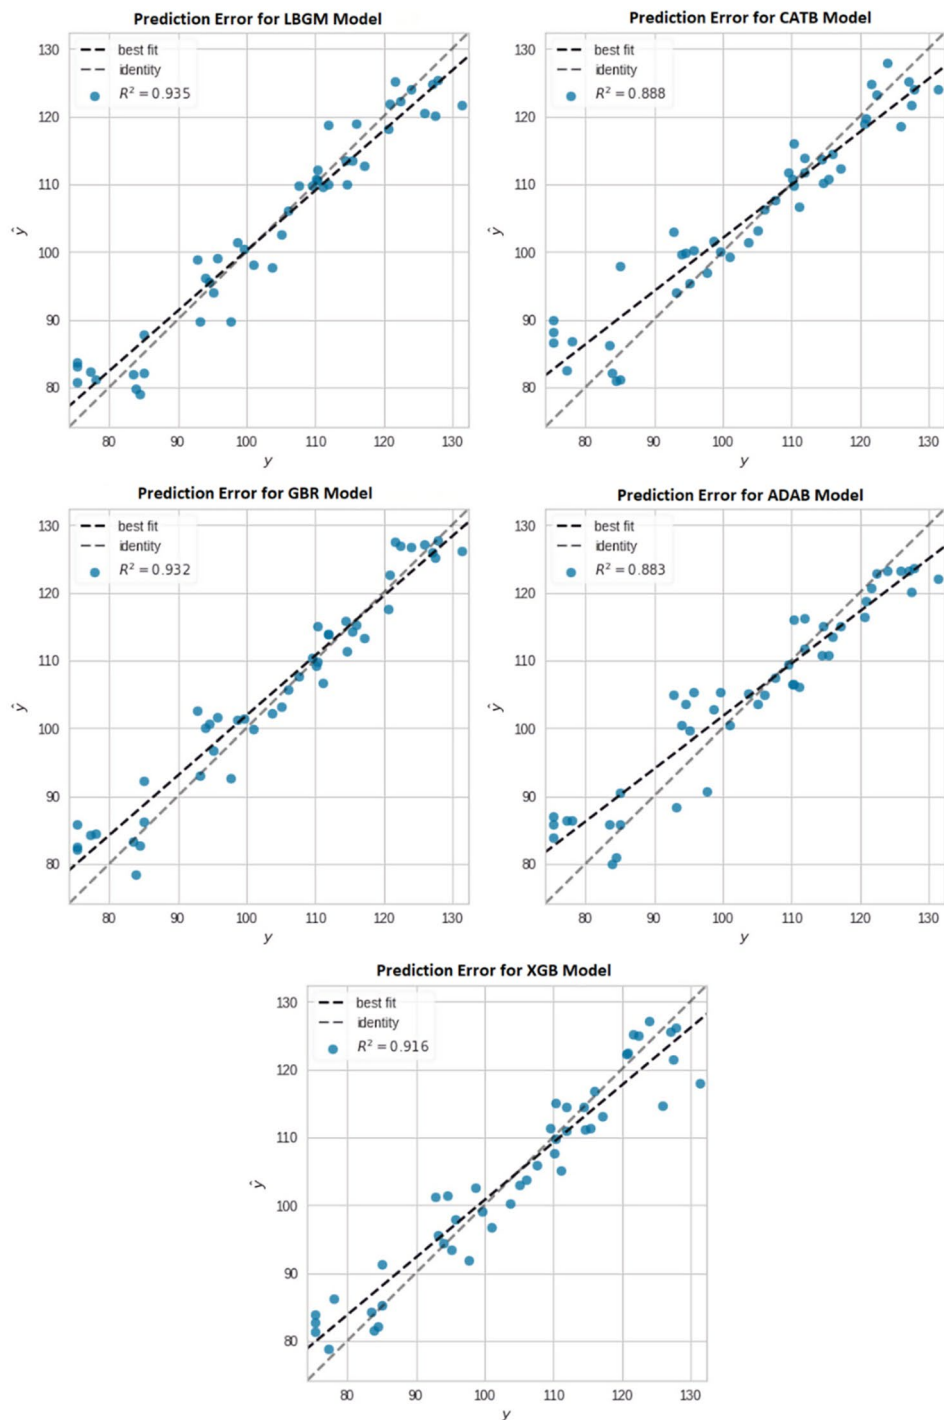 Prediction Error for LBGM Model
best fit
identity
R² = 0.935
130
120
110
100
90
80
ŷ
80 90 100 110 120 130
y
Prediction Error for CATB Model
best fit
identity
R² = 0.888
130
120
110
100
90
80
ŷ
80 90 100 110 120 130
y
Prediction Error for GBR Model
best fit
identity
R² = 0.932
130
120
110
100
90
80
ŷ
80 90 100 110 120 130
y
Prediction Error for ADAB Model
best fit
identity
R² = 0.883
130
120
110
100
90
80
ŷ
80 90 100 110 120 130
y
Prediction Error for XGB Model
best fit
identity
R² = 0.916
130
120
110
100
90
80
ŷ
80 90 100 110 120 130
y